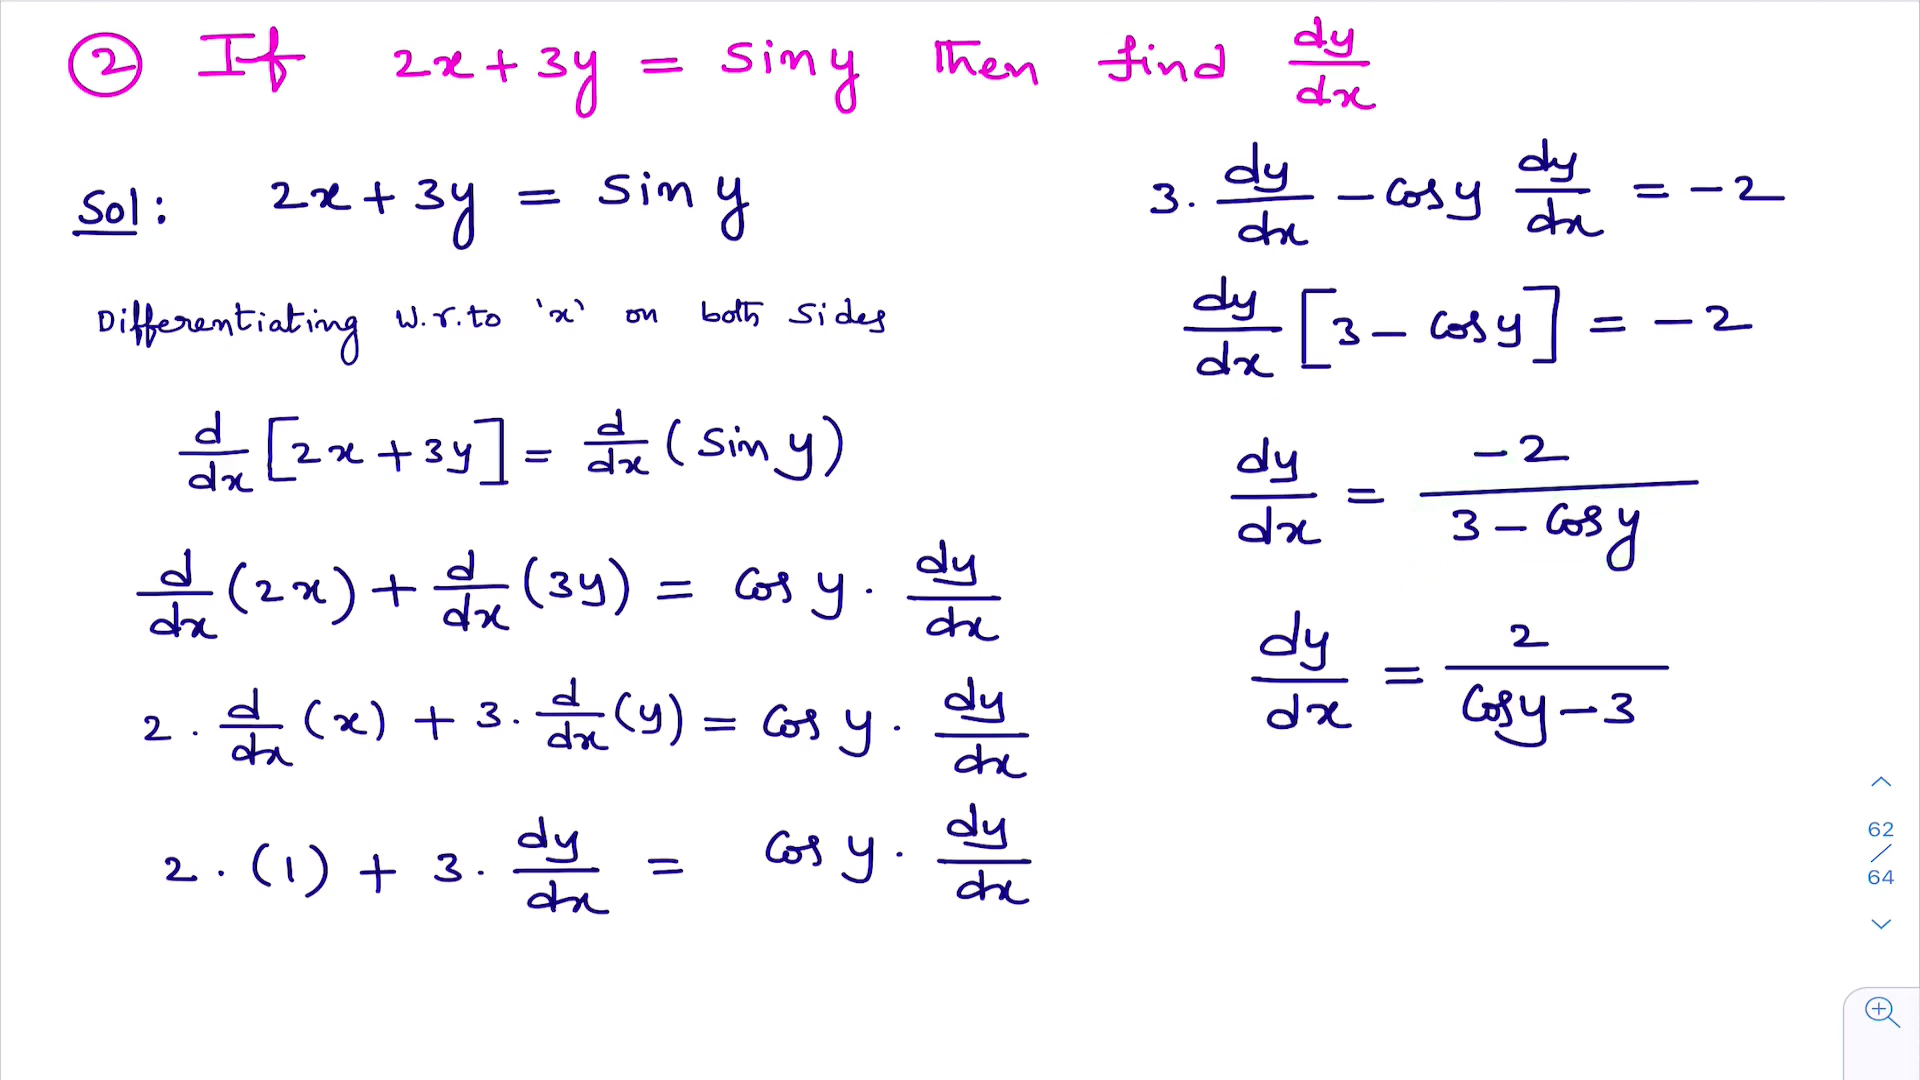 ② If 2x + 3y = Sin y Then find dy/dx
Sol: 2x + 3y = Sin y
Differentiating w.r.to 'x' on both sides
d/dx [2x + 3y] = d/dx (Sin y)
d/dx (2x) + d/dx (3y) = Cos y · dy/dx
2 · d/dx (x) + 3 · d/dx (y) = Cos y · dy/dx
2 · (1) + 3 · dy/dx = Cos y · dy/dx
3 · dy/dx − Cos y dy/dx = −2
dy/dx [3 − Cos y] = −2
dy/dx = −2/(3 − Cos y)
dy/dx = 2/(Cos y − 3)
62
/
64